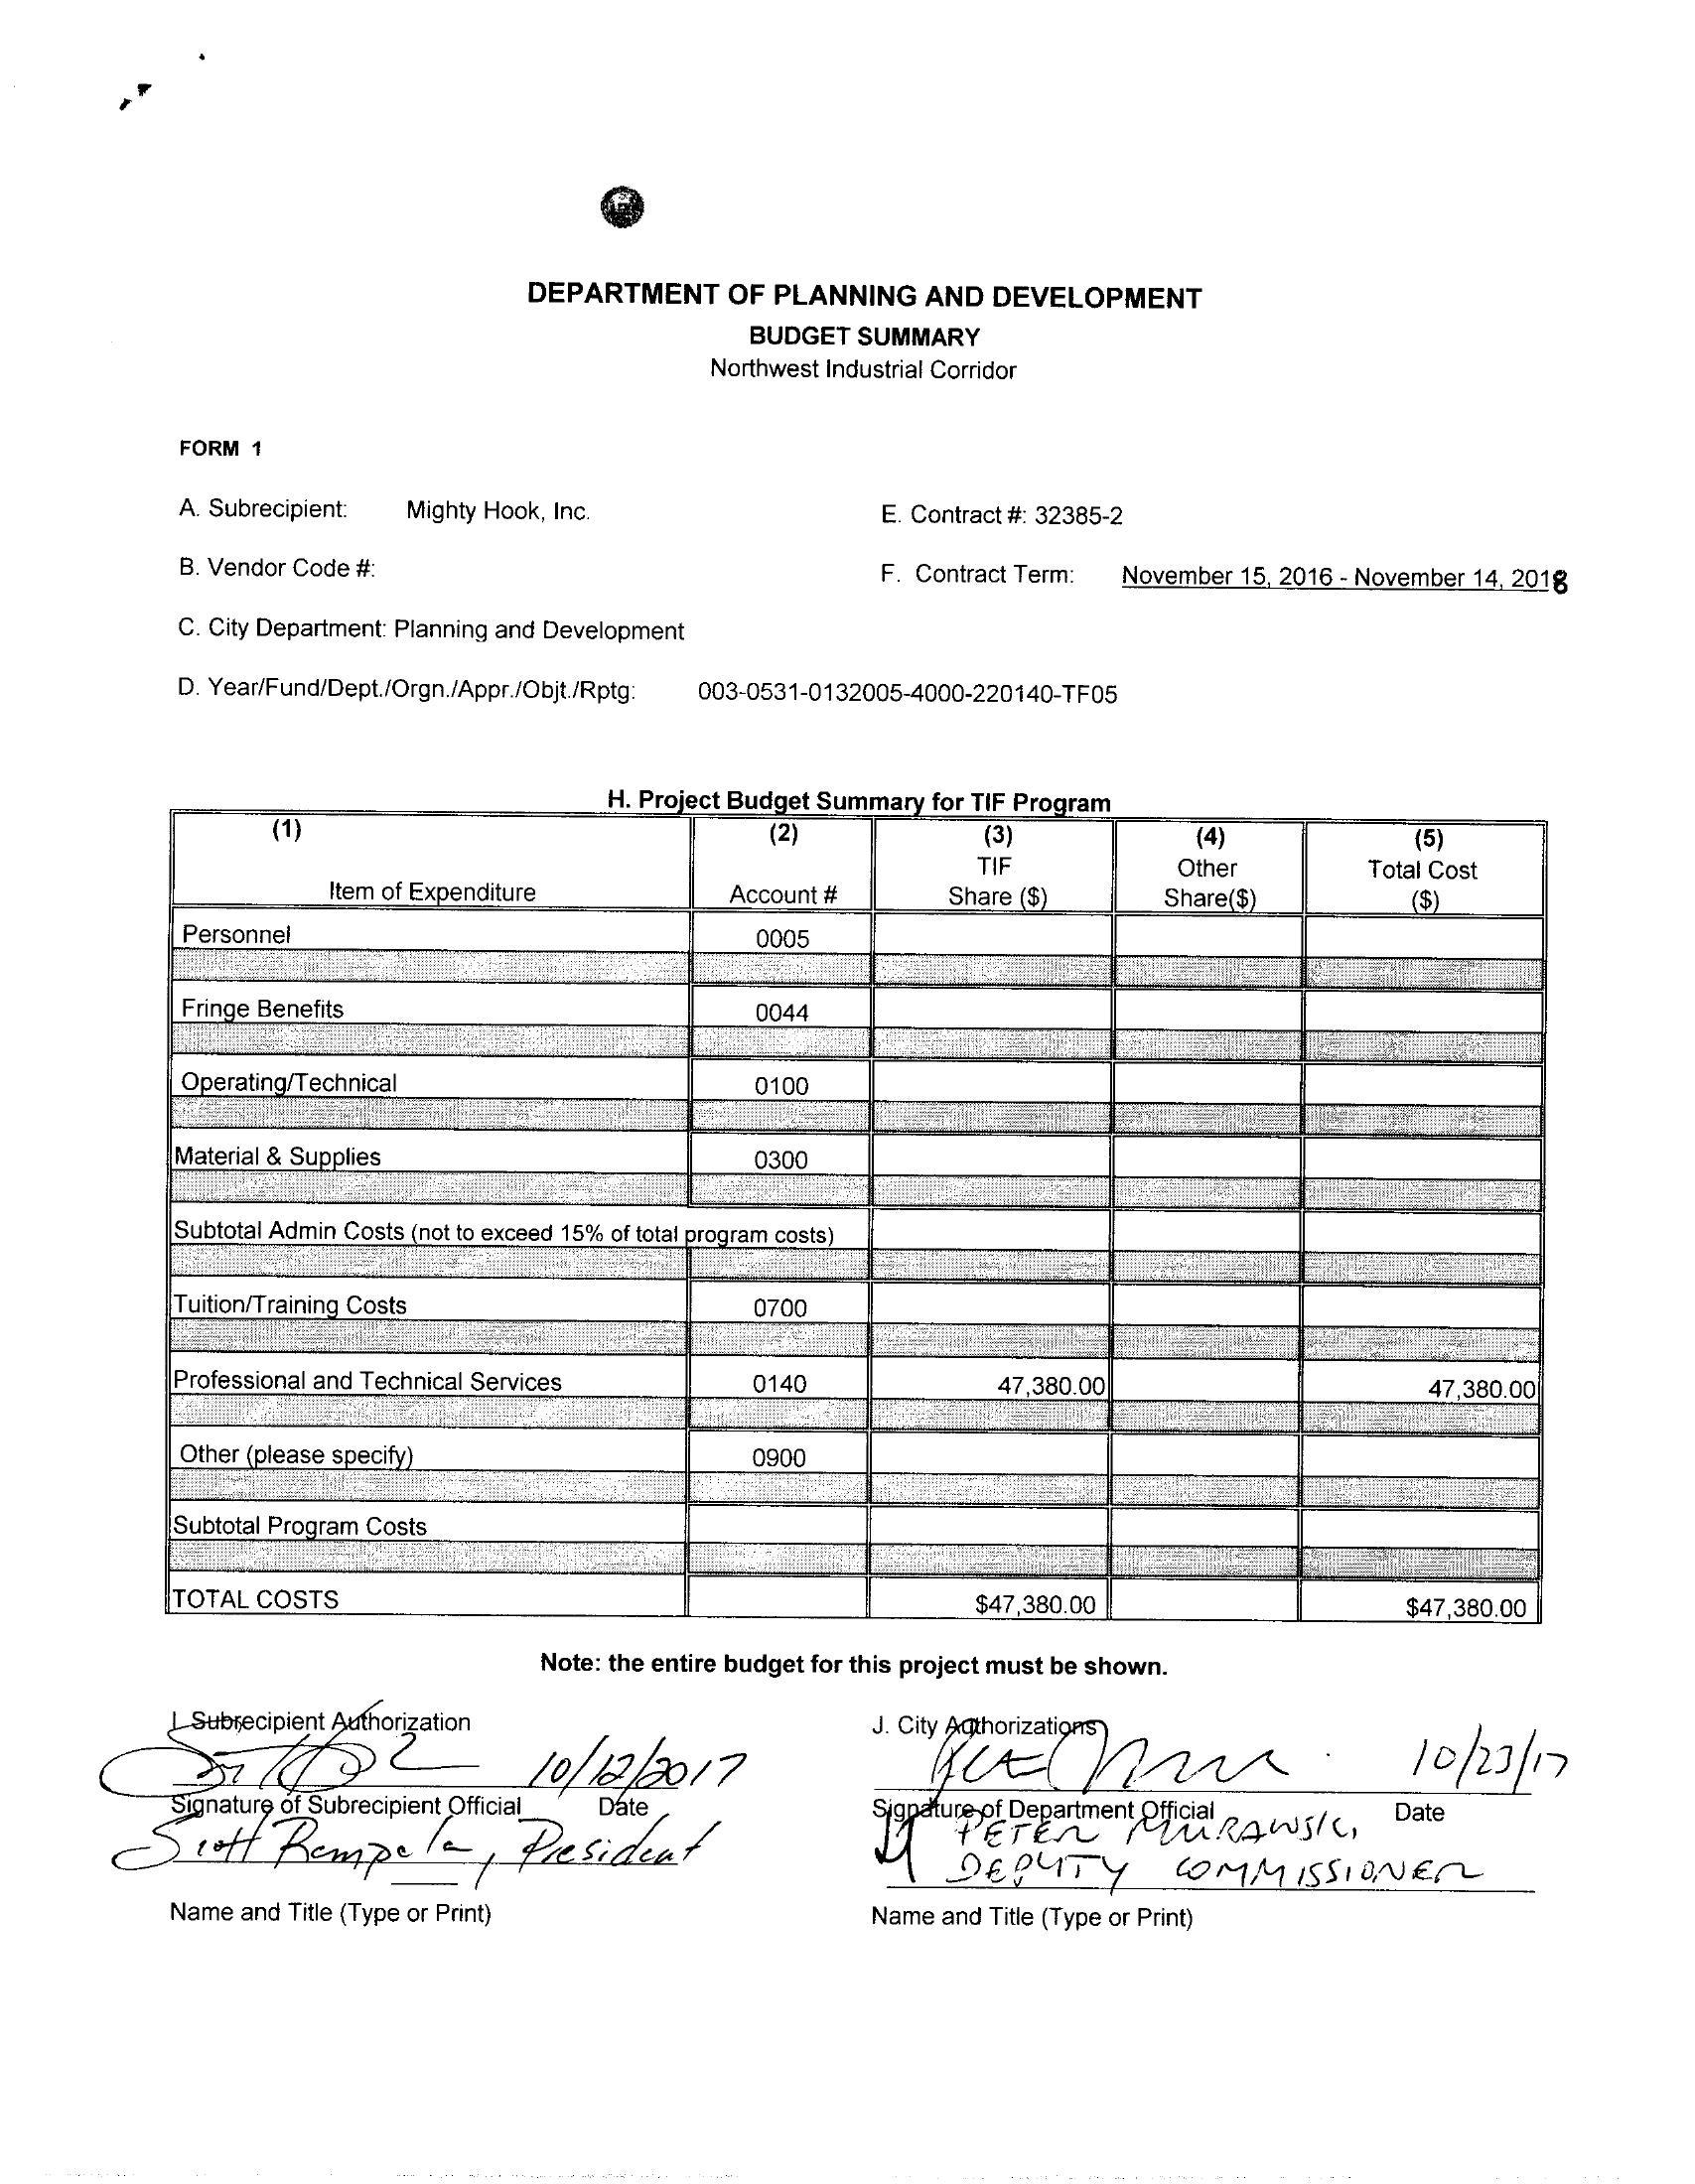 DEPARTMENT OF PLANNING AND DEVELOPMENT
BUDGET SUMMARY
Northwest Industrial Corridor
FORM 1
A. Subrecipient: Mighty Hook, Inc.
E. Contract #: 32385-2
B. Vendor Code #:
F. Contract Term: November 15, 2016 - November 14, 2018
C. City Department: Planning and Development
D. Year/Fund/Dept./Orgn./Appr./Objt./Rptg: 003-0531-0132005-4000-220140-TF05
H. Project Budget Summary for TIF Program
(1) (2) (3) (4) (5)
TIF Other Total Cost
Item of Expenditure Account # Share ($) Share($) ($)
Personnel 0005
Fringe Benefits 0044
Operating/Technical 0100
Material & Supplies 0300
Subtotal Admin Costs (not to exceed 15% of total program costs)
Tuition/Training Costs 0700
Professional and Technical Services 0140 47,380.00 47,380.00
Other (please specify) 0900
Subtotal Program Costs
TOTAL COSTS $47,380.00 $47,380.00
Note: the entire budget for this project must be shown.
I. Subrecipient Authorization
10/12/2017
Signature of Subrecipient Official Date
Scott Rempala, President
Name and Title (Type or Print)
J. City Authorizations
10/23/17
Signature of Department Official Date
PETER MURAWSKI,
DEPUTY COMMISSIONER
Name and Title (Type or Print)